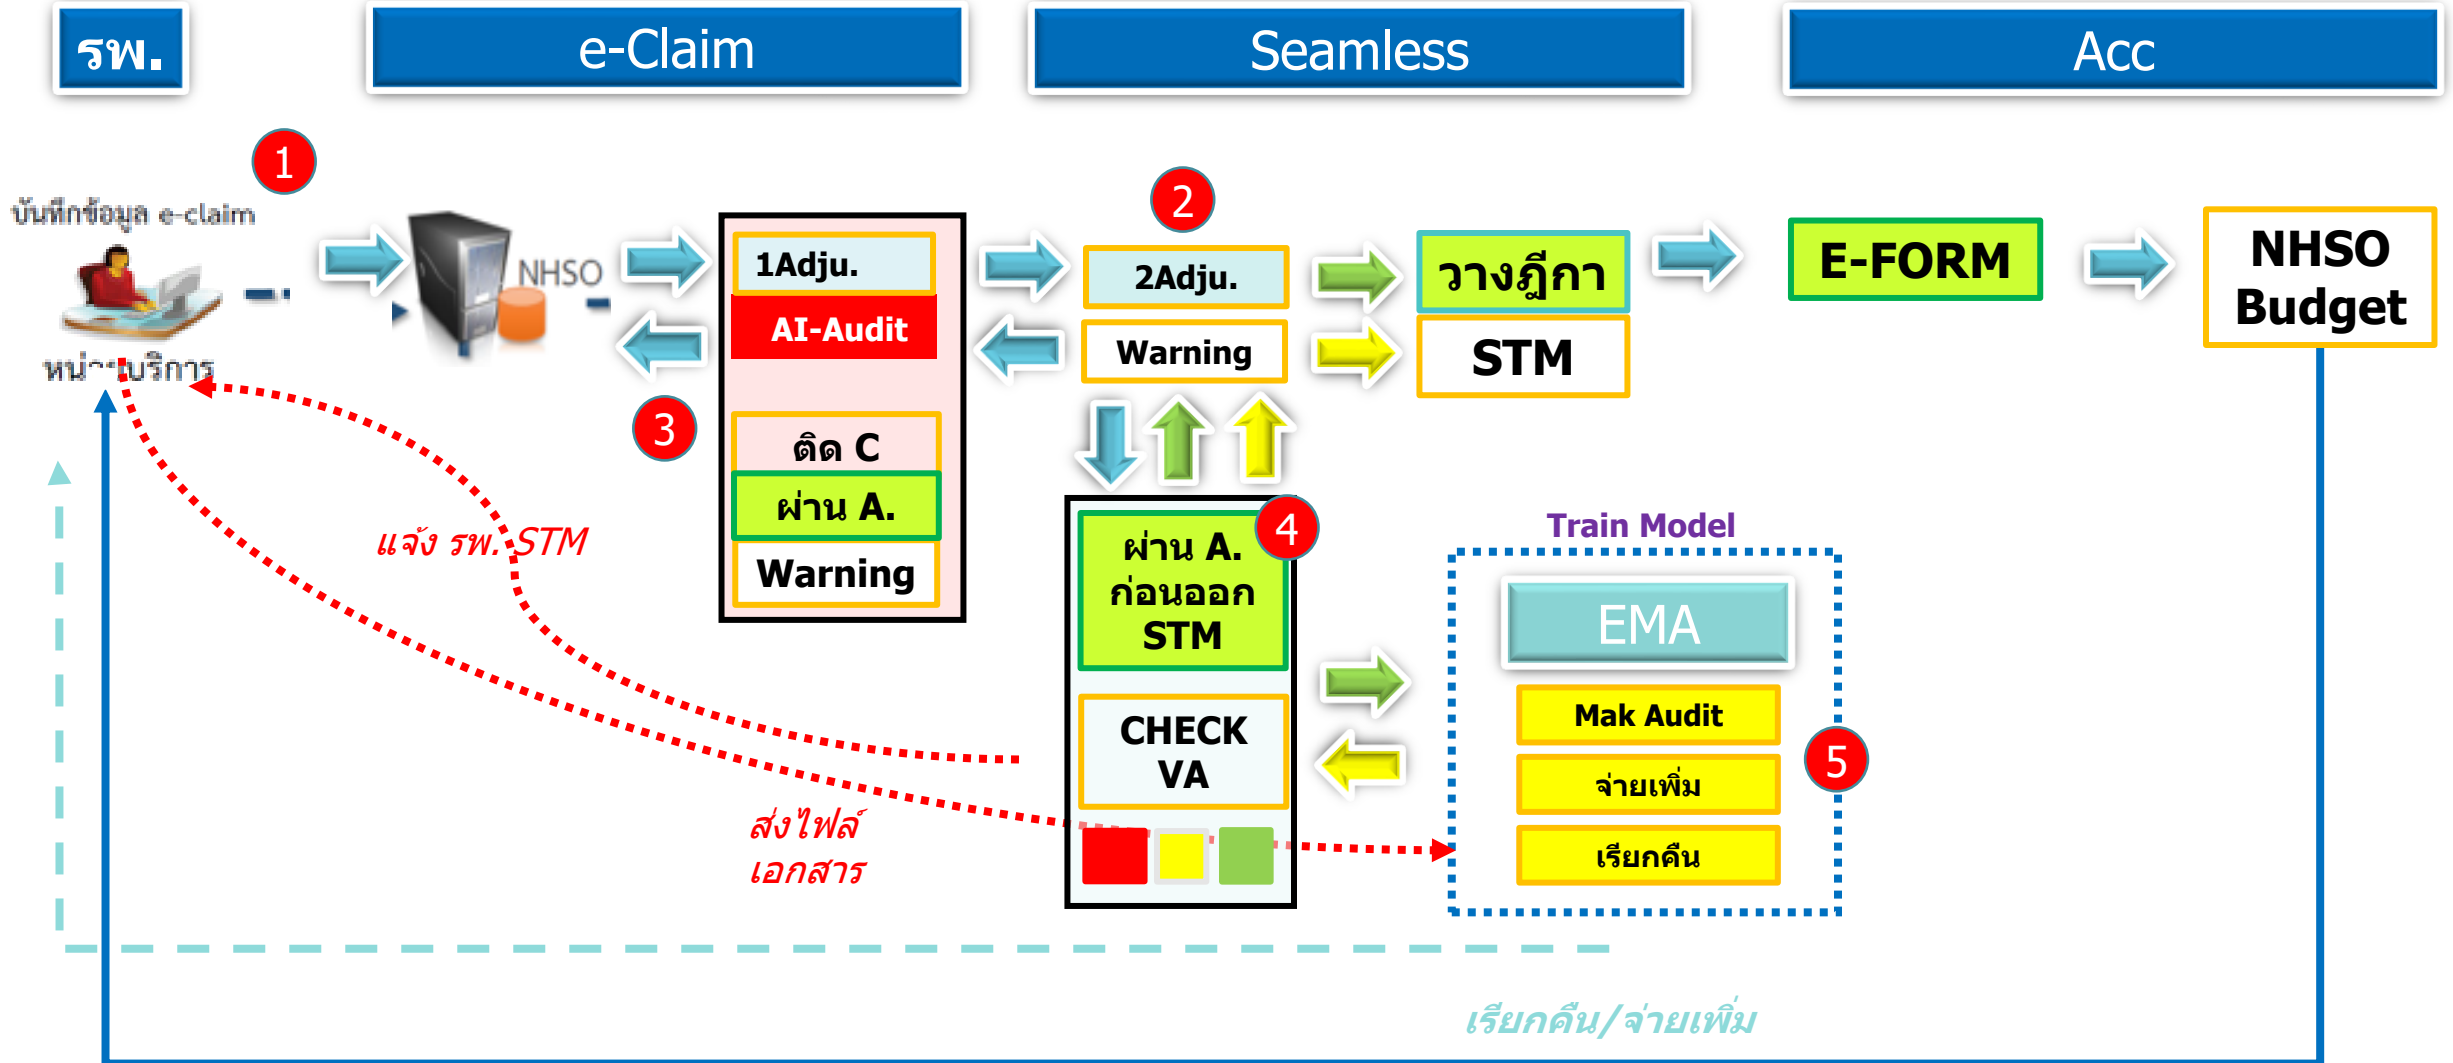 รพ.
e-Claim
Seamless
Acc
1
2
บันทึกข้อมูล e-claim
NHSO
1Adju.
AI-Audit
2Adju.
Warning
วางฎีกา
STM
E-FORM
NHSO
Budget
3
ติด C
ผ่าน A.
Warning
แจ้ง รพ. STM
4
ผ่าน A.
ก่อนออก
STM
CHECK
VA
Train Model
EMA
Mak Audit
จ่ายเพิ่ม
เรียกคืน
5
ส่งไฟล์
เอกสาร
เรียกคืน/จ่ายเพิ่ม